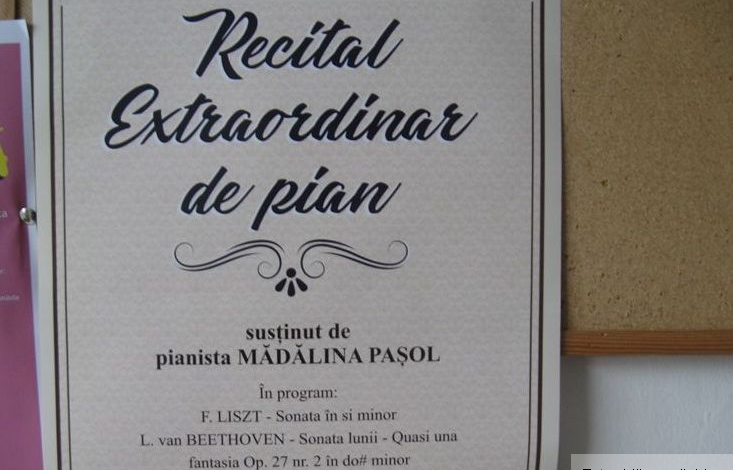 Recital
Extraordinar
de pian
susținut de
pianista MĂDĂLINA PAȘOL
În program:
F. LISZT - Sonata în si minor
L. van BEETHOVEN - Sonata lunii - Quasi una
fantasia Op. 27 nr. 2 în do# minor